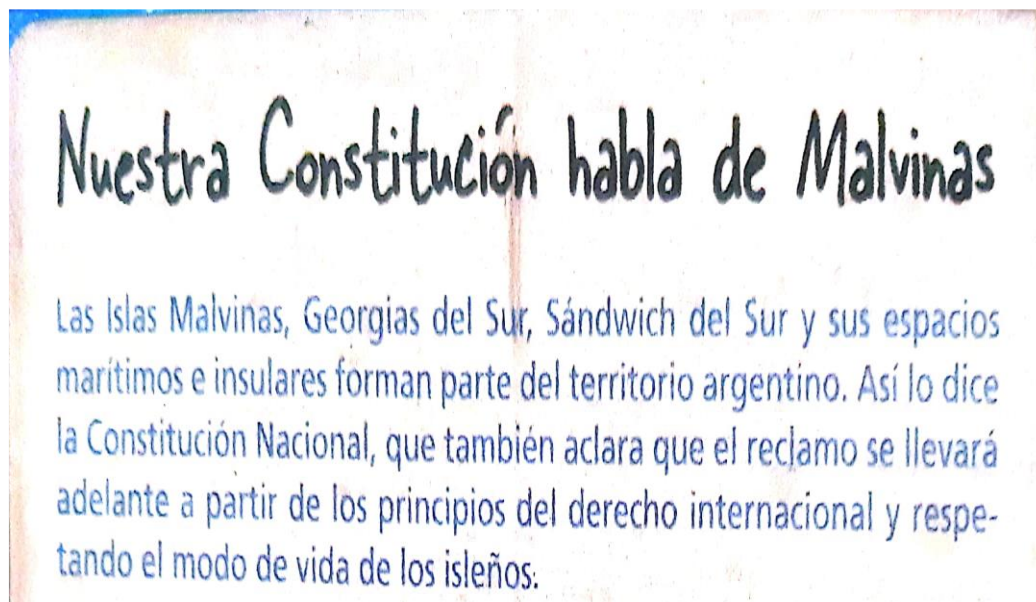 Nuestra Constitución habla de Malvinas
Las Islas Malvinas, Georgias del Sur, Sándwich del Sur y sus espacios
marítimos e insulares forman parte del territorio argentino. Así lo dice
la Constitución Nacional, que también aclara que el reclamo se llevará
adelante a partir de los principios del derecho internacional y respe-
tando el modo de vida de los isleños.